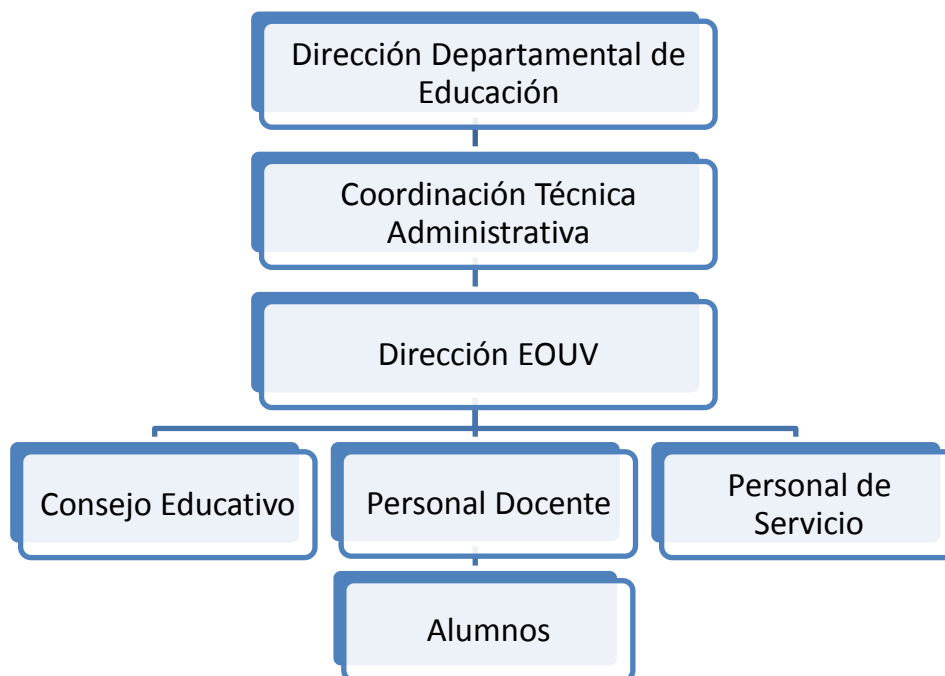 Dirección Departamental de
Educación
Coordinación Técnica
Administrativa
Dirección EOUV
Consejo Educativo
Personal Docente
Personal de
Servicio
Alumnos